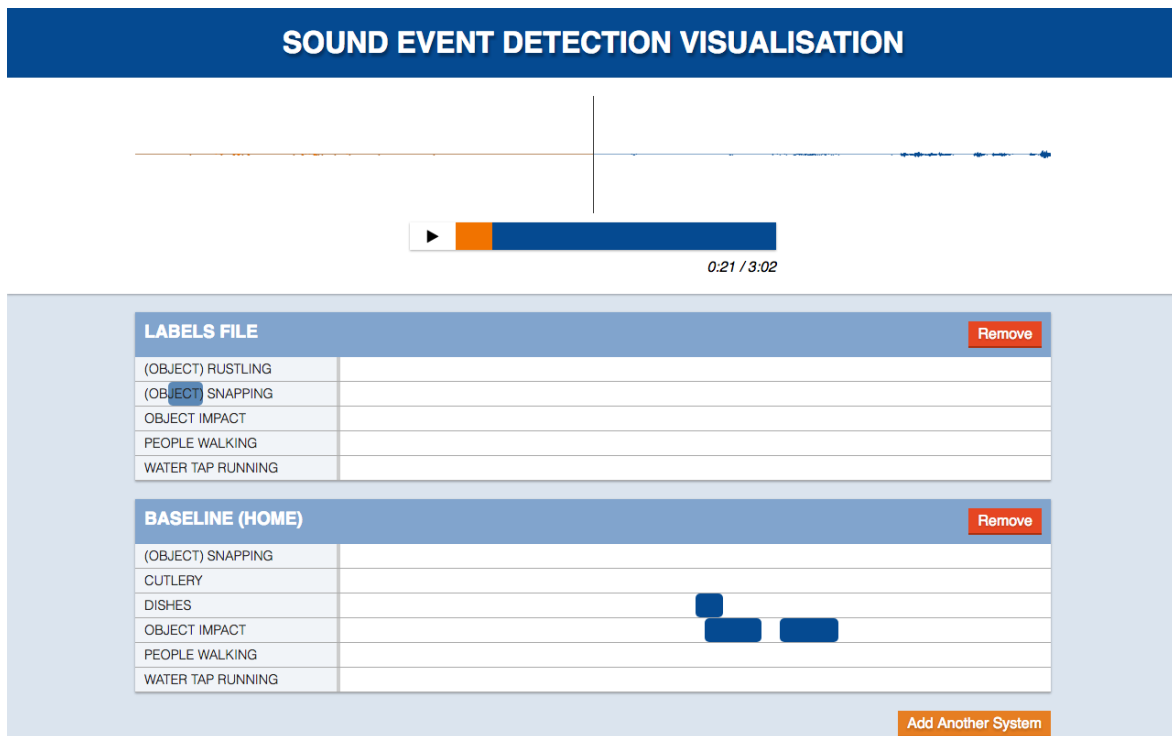 SOUND EVENT DETECTION VISUALISATION
0:21 / 3:02
LABELS FILE
Remove
(OBJECT) RUSTLING
(OBJECT) SNAPPING
OBJECT IMPACT
PEOPLE WALKING
WATER TAP RUNNING
BASELINE (HOME)
Remove
(OBJECT) SNAPPING
CUTLERY
DISHES
OBJECT IMPACT
PEOPLE WALKING
WATER TAP RUNNING
Add Another System